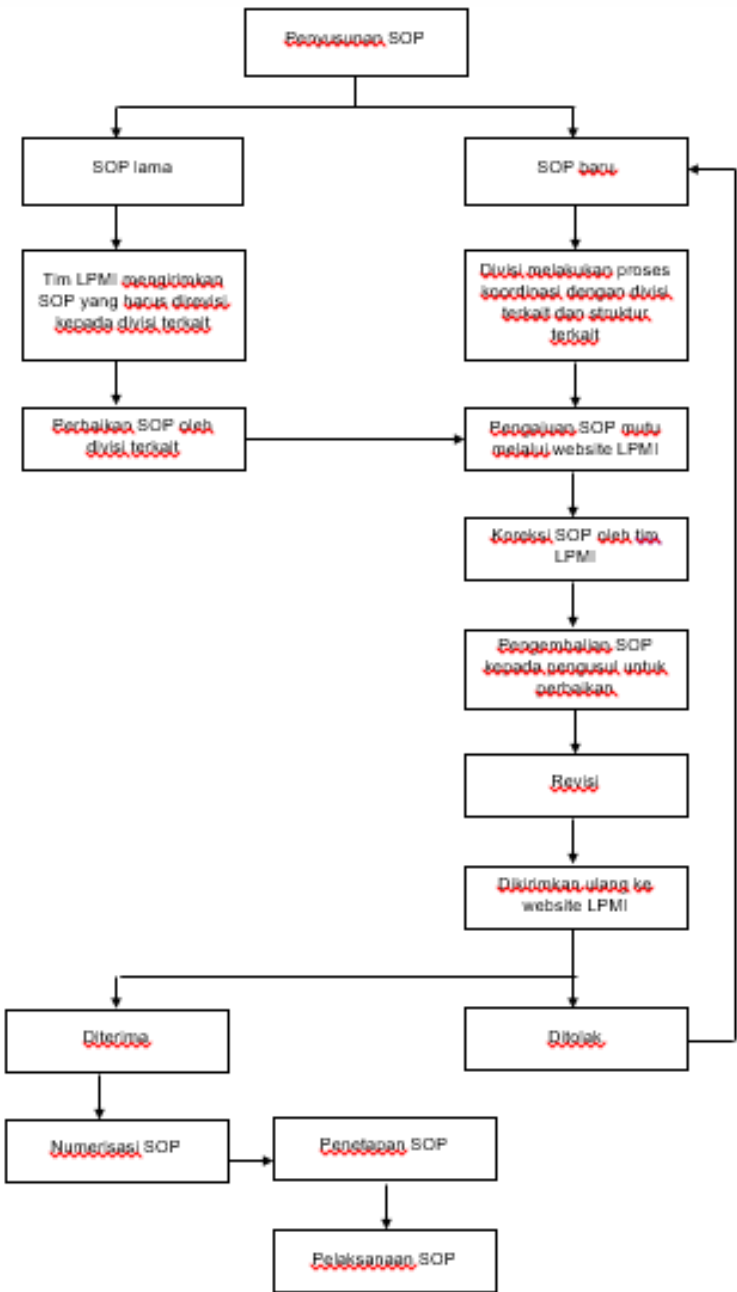 Penyusunan SOP
SOP lama
SOP baru
Tim LPMI mengirimkan
SOP yang harus direvisi
kepada divisi terkait
Divisi melakukan proses
koordinasi dengan divisi
terkait dan struktur
terkait
Perbaikan SOP oleh
divisi terkait
Pengajuan SOP mutu
melalui website LPMI
Koreksi SOP oleh tim
LPMI
Pengembalian SOP
kepada pengusul untuk
perbaikan
Revisi
Dikirimkan ulang ke
website LPMI
Diterima
Ditolak
Numerisasi SOP
Penetapan SOP
Pelaksanaan SOP